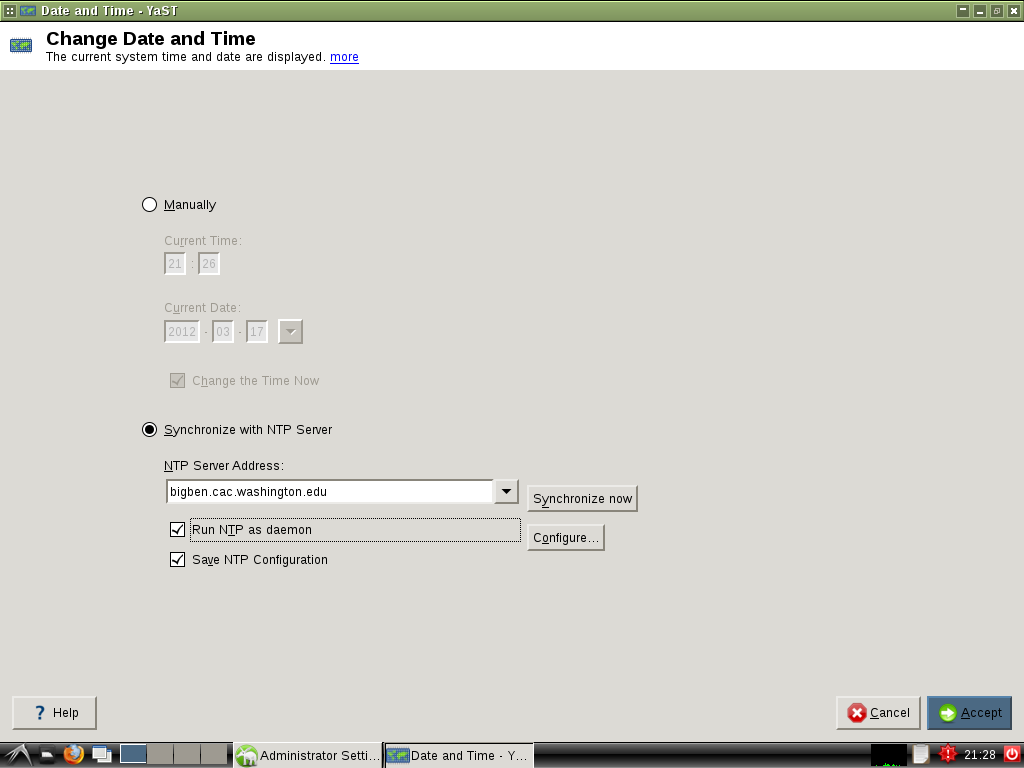 Date and Time - YaST
Change Date and Time
The current system time and date are displayed. more
Manually
Current Time:
21 : 26
Current Date:
2012 - 03 - 17
Change the Time Now
Synchronize with NTP Server
NTP Server Address:
bigben.cac.washington.edu
Synchronize now
Run NTP as daemon
Configure...
Save NTP Configuration
? Help
Cancel
Accept
Administrator Setti...
Date and Time - Y...
21:28